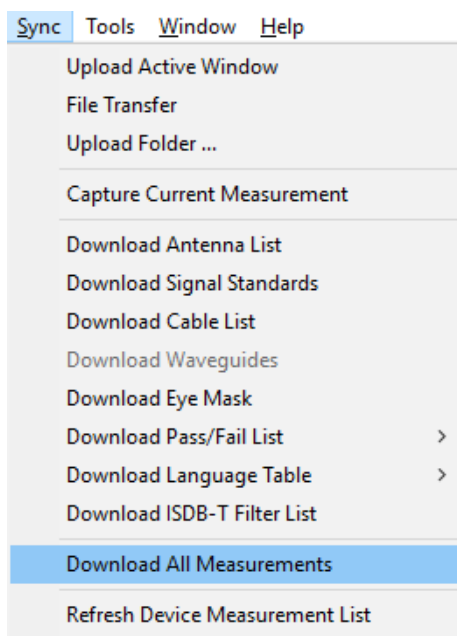 Sync Tools Window Help
Upload Active Window
File Transfer
Upload Folder ...
Capture Current Measurement
Download Antenna List
Download Signal Standards
Download Cable List
Download Waveguides
Download Eye Mask
Download Pass/Fail List >
Download Language Table >
Download ISDB-T Filter List
Download All Measurements
Refresh Device Measurement List